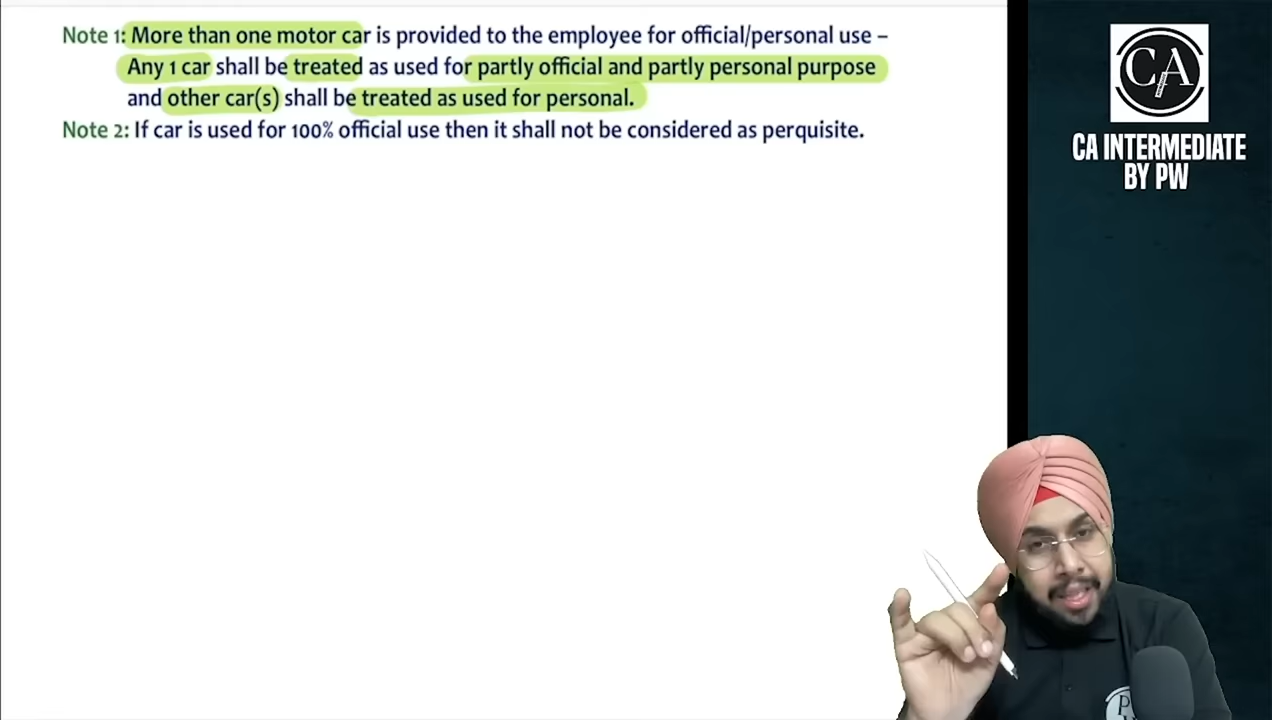 Note 1: More than one motor car is provided to the employee for official/personal use –
Any 1 car shall be treated as used for partly official and partly personal purpose
and other car(s) shall be treated as used for personal.
Note 2: If car is used for 100% official use then it shall not be considered as perquisite.
CA
CA INTERMEDIATE
BY PW